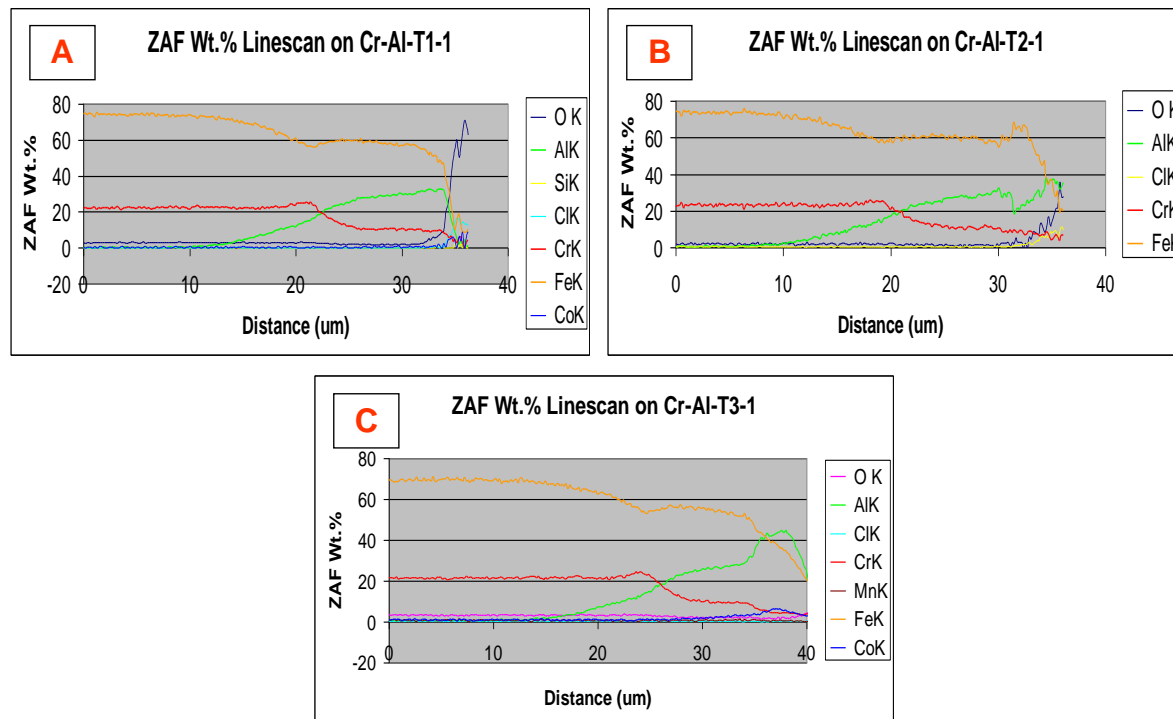 A
ZAF Wt.% Linescan on Cr-Al-T1-1
ZAF Wt.%
80
60
40
20
0
-20
0
10
20
30
40
Distance (um)
O K
AlK
SiK
ClK
CrK
FeK
CoK
B
ZAF Wt.% Linescan on Cr-Al-T2-1
ZAF Wt.%
80
60
40
20
0
0
10
20
30
40
Distance (um)
O K
AlK
ClK
CrK
FeK
C
ZAF Wt.% Linescan on Cr-Al-T3-1
ZAF Wt.%
80
60
40
20
0
-20
0
10
20
30
40
Distance (um)
O K
AlK
ClK
CrK
MnK
FeK
CoK